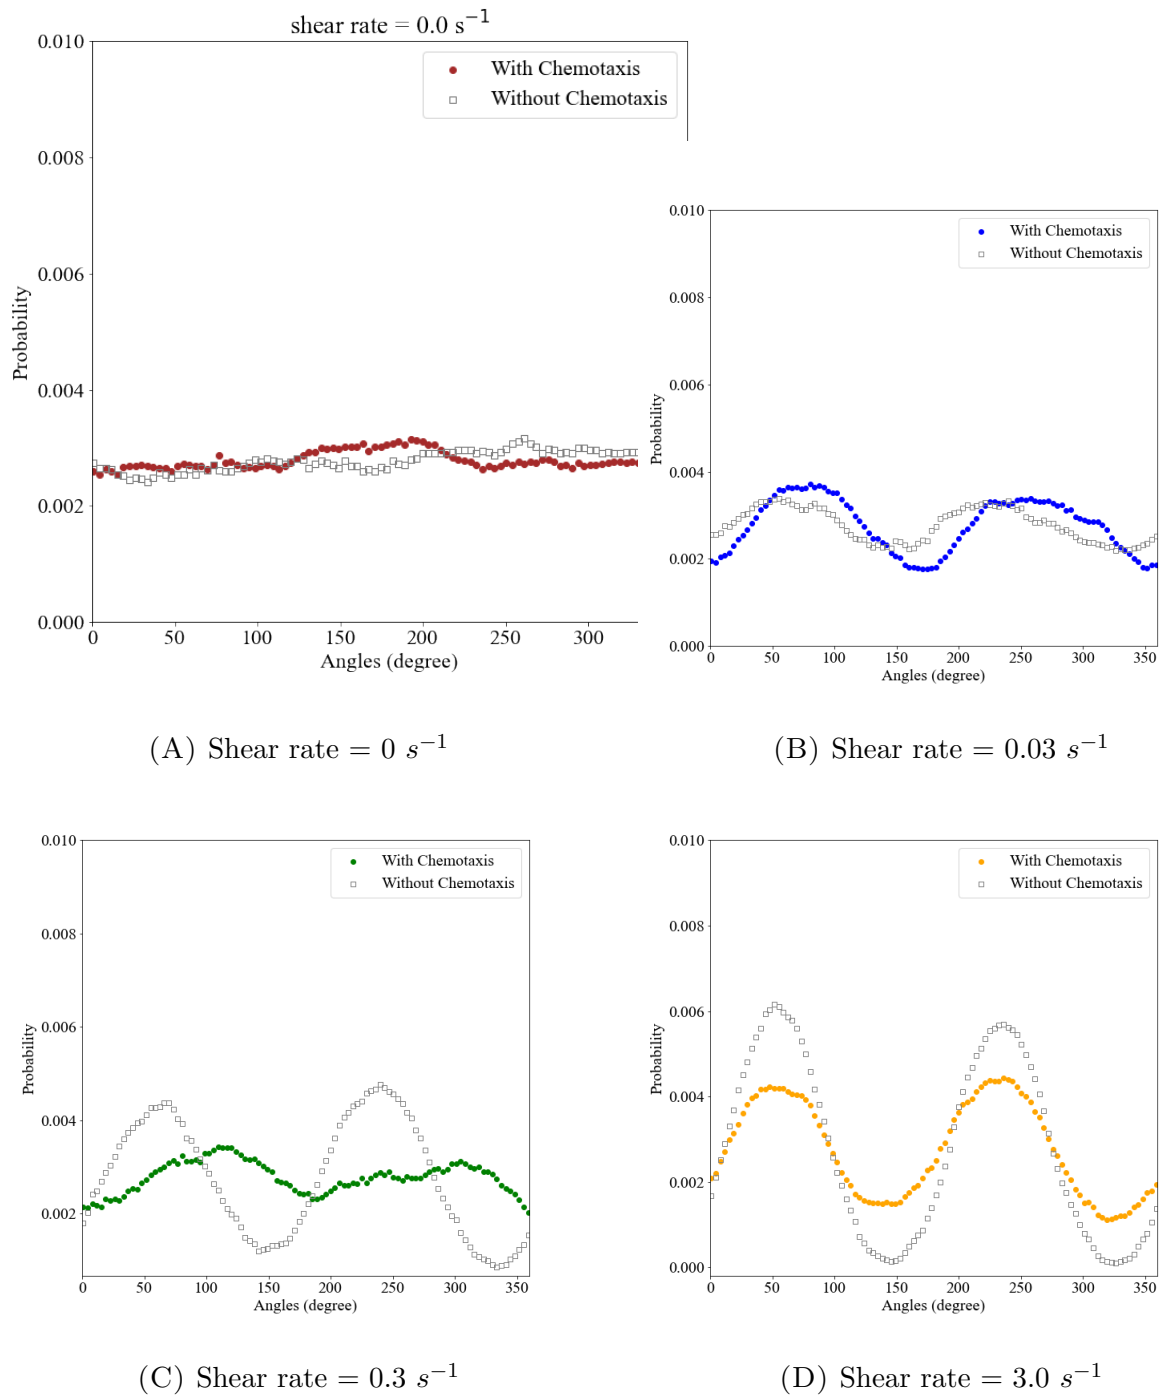 shear rate = 0.0 s⁻¹
With Chemotaxis
Without Chemotaxis
0.010
0.008
0.006
0.004
0.002
0.000
Probability
0 50 100 150 200 250 300
Angles (degree)
(A) Shear rate = 0 s⁻¹
With Chemotaxis
Without Chemotaxis
0.010
0.008
0.006
0.004
0.002
0.000
Probability
0 50 100 150 200 250 300 350
Angles (degree)
(B) Shear rate = 0.03 s⁻¹
With Chemotaxis
Without Chemotaxis
0.010
0.008
0.006
0.004
0.002
Probability
0 50 100 150 200 250 300 350
Angles (degree)
(C) Shear rate = 0.3 s⁻¹
With Chemotaxis
Without Chemotaxis
0.010
0.008
0.006
0.004
0.002
0.000
Probability
0 50 100 150 200 250 300 350
Angles (degree)
(D) Shear rate = 3.0 s⁻¹